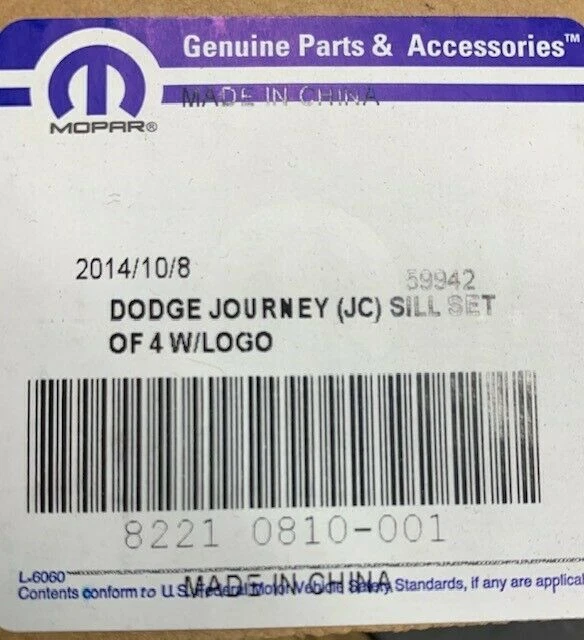 Genuine Parts & Accessories™
MADE IN CHINA
MOPAR®
2014/10/8
59942
DODGE JOURNEY (JC) SILL SET
OF 4 W/LOGO
8221 0810-001
L-6060
MADE IN CHINA
Contents conform to U.S. Federal Motor Vehicle Safety Standards, if any are applica